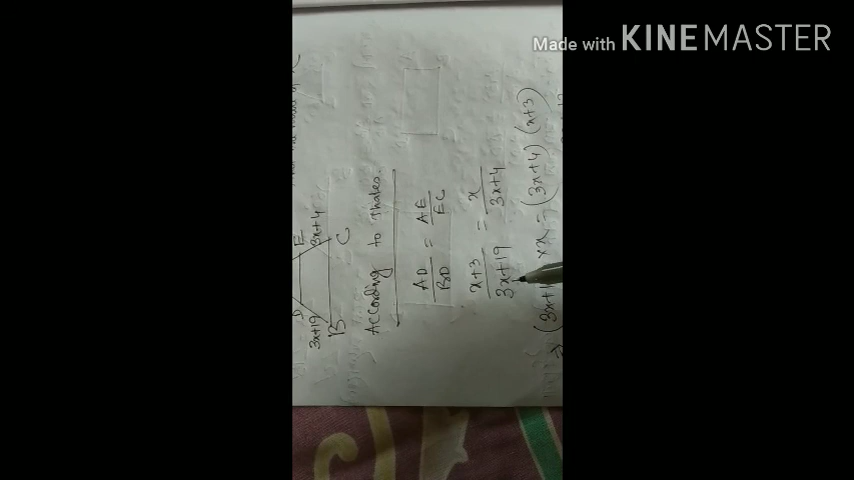 Made with KINEMASTER
D E
3x+19 3x+4
B C
According to Thales.
AD/BD = AE/EC
x+3/3x+19 = x/3x+4
x = (3x+4) (x+3)